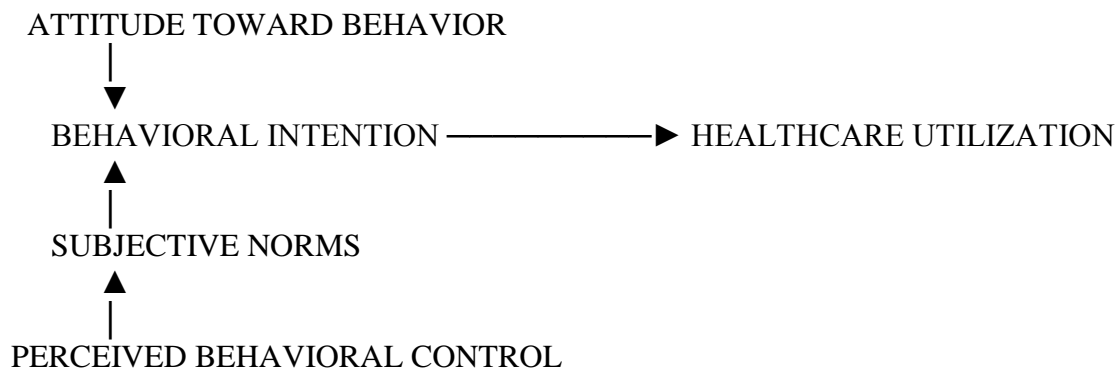 ATTITUDE TOWARD BEHAVIOR
BEHAVIORAL INTENTION HEALTHCARE UTILIZATION
SUBJECTIVE NORMS
PERCEIVED BEHAVIORAL CONTROL